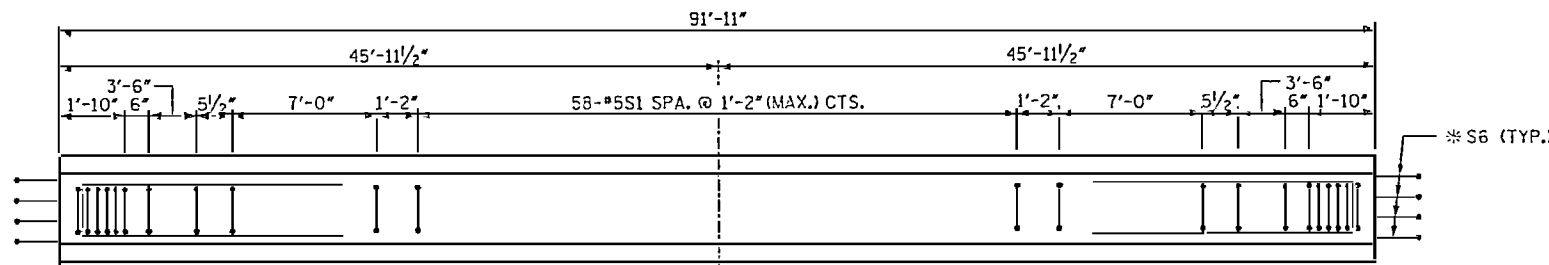 91'-11"
45'-11½"
45'-11½"
3'-6"
3'-6"
1'-10" 6" 5½" 7'-0" 1'-2" 58-#5S1 SPA. @ 1'-2" (MAX.) CTS. 1'-2" 7'-0" 5½" 6" 1'-10"
※ S6 (TYP.)